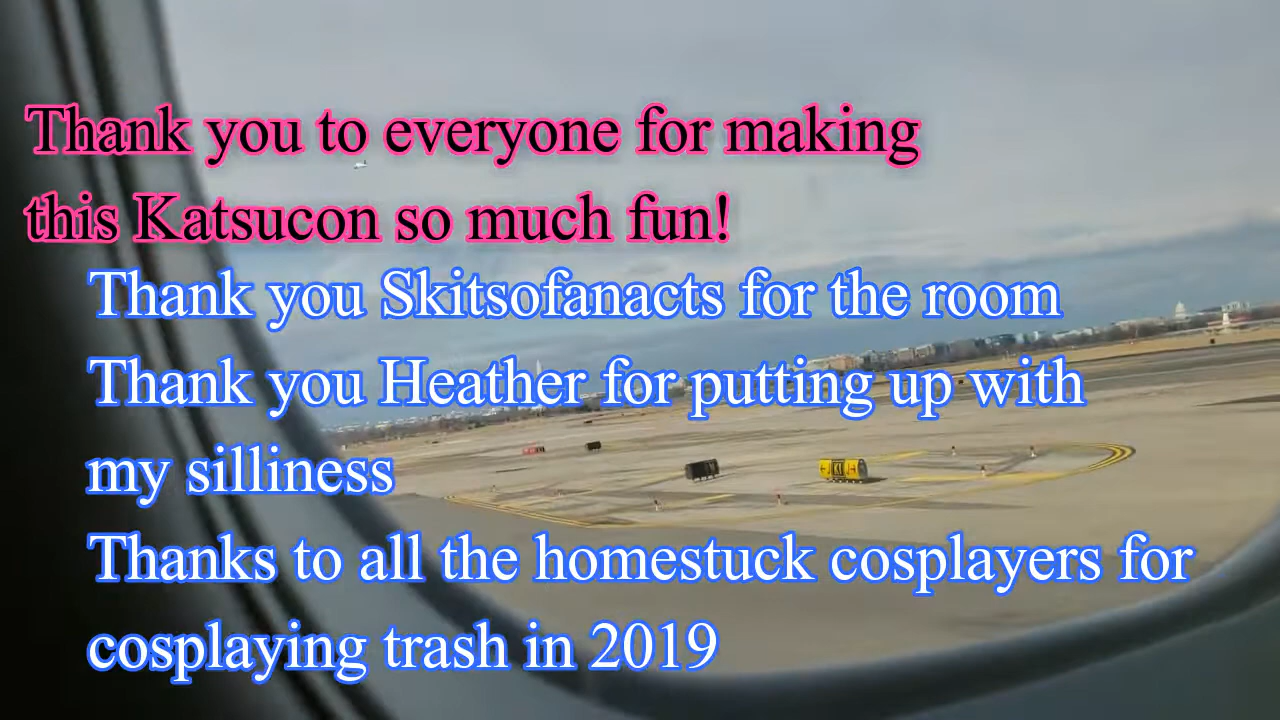 Thank you to everyone for making
this Katsucon so much fun!
Thank you Skitsofanacts for the room
Thank you Heather for putting up with
my silliness
Thanks to all the homestuck cosplayers for
cosplaying trash in 2019